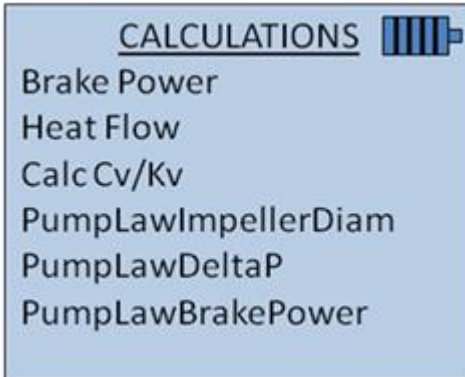 CALCULATIONS
Brake Power
Heat Flow
Calc Cv/Kv
PumpLawImpellerDiam
PumpLawDeltaP
PumpLawBrakePower